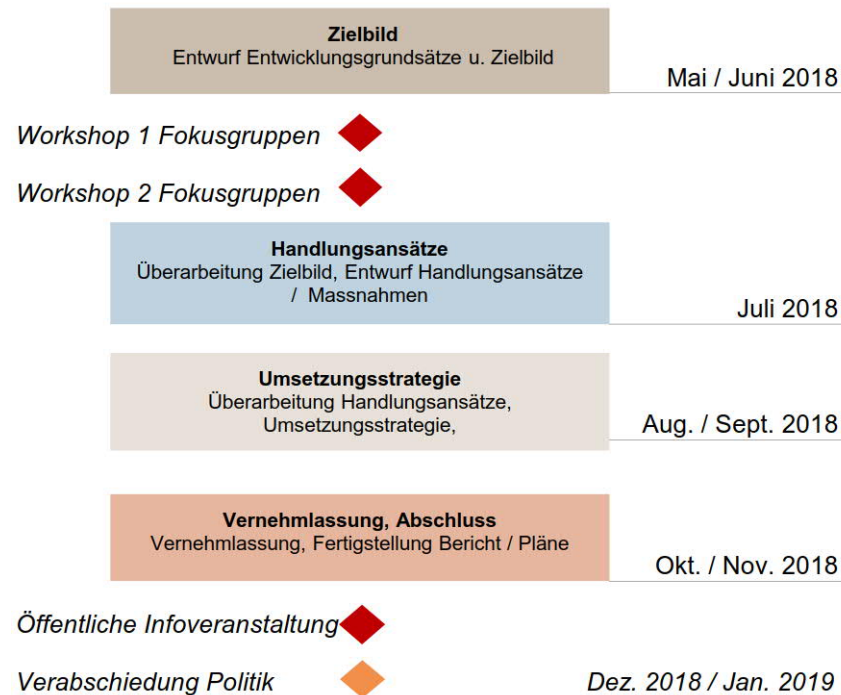 Zielbild
Entwurf Entwicklungsgrundsätze u. Zielbild
Mai / Juni 2018
Workshop 1 Fokusgruppen
Workshop 2 Fokusgruppen
Handlungsansätze
Überarbeitung Zielbild, Entwurf Handlungsansätze
/ Massnahmen
Juli 2018
Umsetzungsstrategie
Überarbeitung Handlungsansätze,
Umsetzungsstrategie,
Aug. / Sept. 2018
Vernehmlassung, Abschluss
Vernehmlassung, Fertigstellung Bericht / Pläne
Okt. / Nov. 2018
Öffentliche Infoveranstaltung
Verabschiedung Politik
Dez. 2018 / Jan. 2019